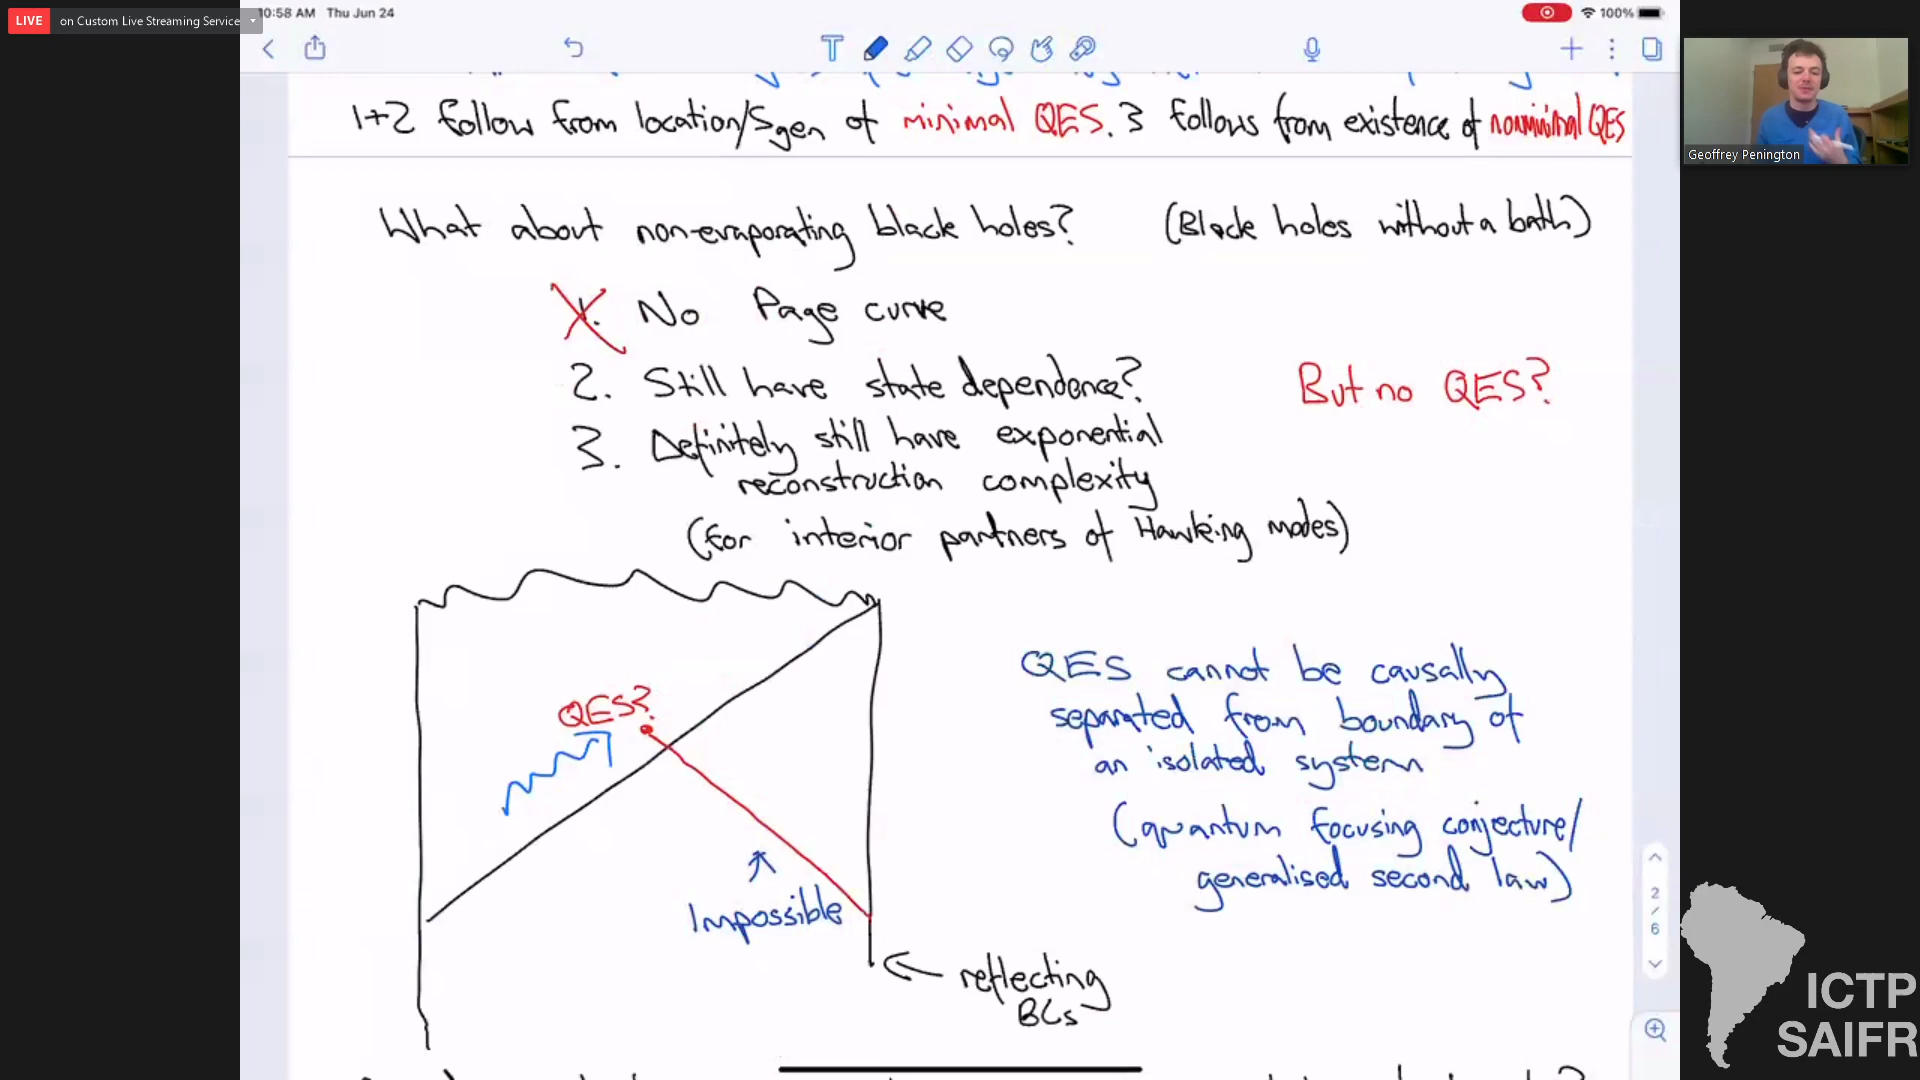 LIVE on Custom Live Streaming Service
10:58 AM Thu Jun 24
100%
Geoffrey Penington
1+2 follow from location/Sgen of minimal QES. 3 follows from existence of nonminimal QES
What about non-evaporating black holes? (Black holes without a bath)
1. No Page curve
2. Still have state dependence?
But no QES?
3. Definitely still have exponential
reconstruction complexity
(For interior partners of Hawking modes)
QES?
Impossible
reflecting
BCs
QES cannot be causally
separated from boundary of
an isolated system
(quantum focusing conjecture/
generalised second law)
2
/
6
ICTP
SAIFR